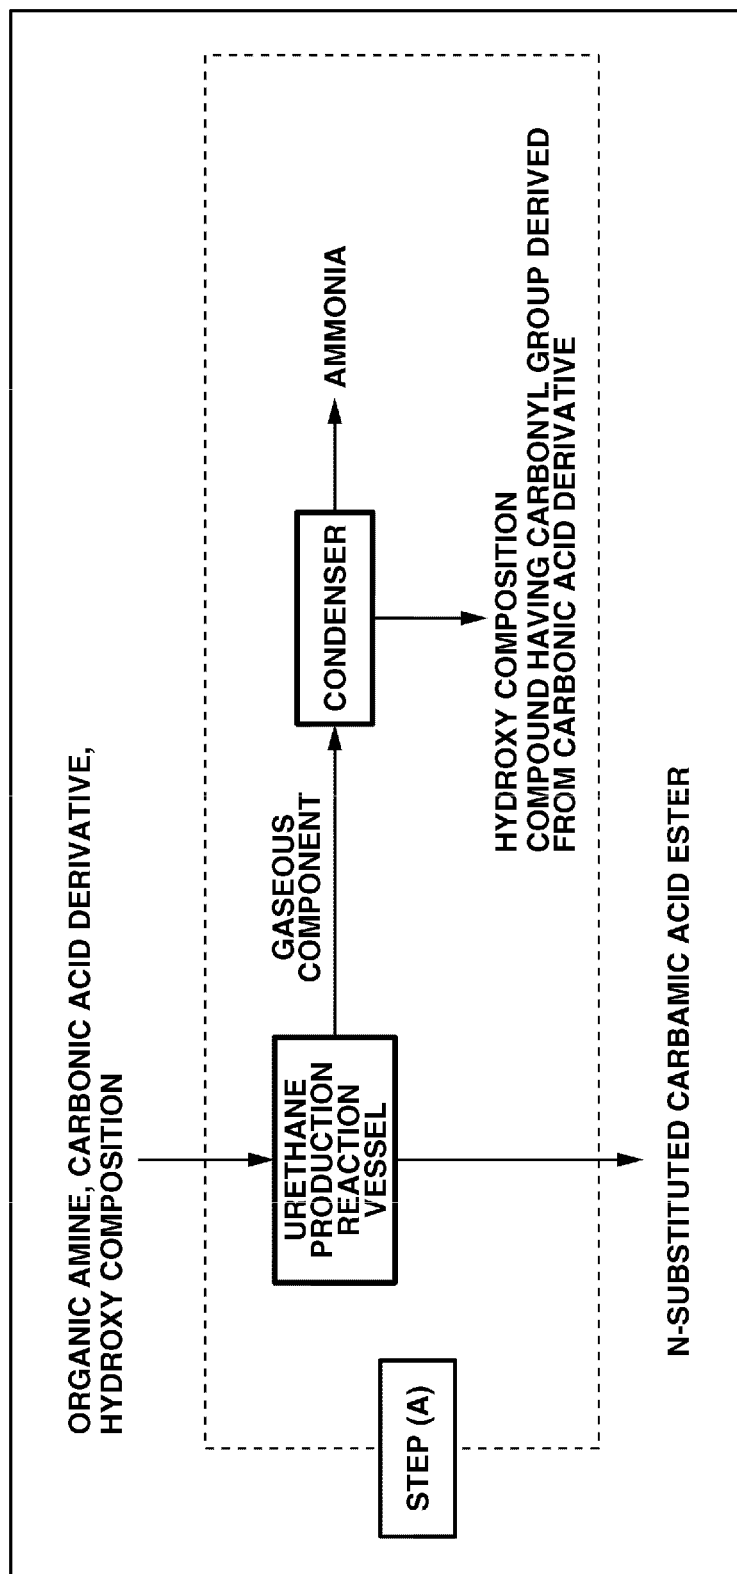 ORGANIC AMINE, CARBONIC ACID DERIVATIVE,
HYDROXY COMPOSITION
STEP (A)
URETHANE
PRODUCTION
REACTION
VESSEL
GASEOUS
COMPONENT
CONDENSER
AMMONIA
HYDROXY COMPOSITION
COMPOUND HAVING CARBONYL GROUP DERIVED
FROM CARBONIC ACID DERIVATIVE
N-SUBSTITUTED CARBAMIC ACID ESTER